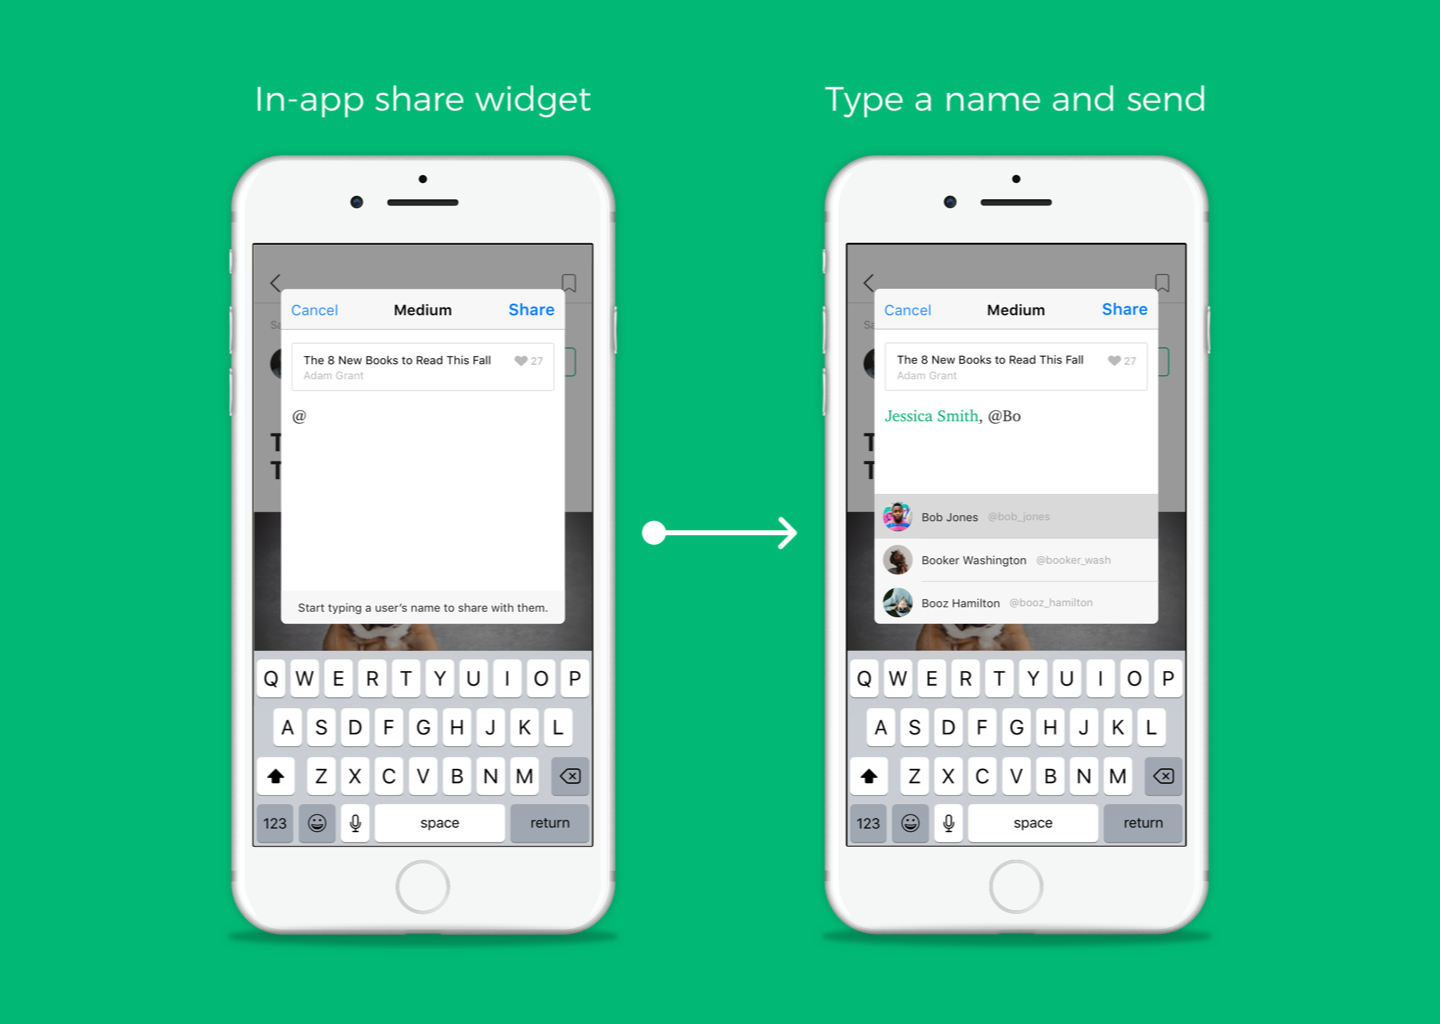 In-app share widget
Type a name and send
Cancel Medium Share
The 8 New Books to Read This Fall 27
Adam Grant
@
Start typing a user's name to share with them.
Q W E R T Y U I O P
A S D F G H J K L
Z X C V B N M
123 space return
Cancel Medium Share
The 8 New Books to Read This Fall 27
Adam Grant
Jessica Smith, @Bo
Bob Jones @bob_jones
Booker Washington @booker_wash
Booz Hamilton @booz_hamilton
Q W E R T Y U I O P
A S D F G H J K L
Z X C V B N M
123 space return